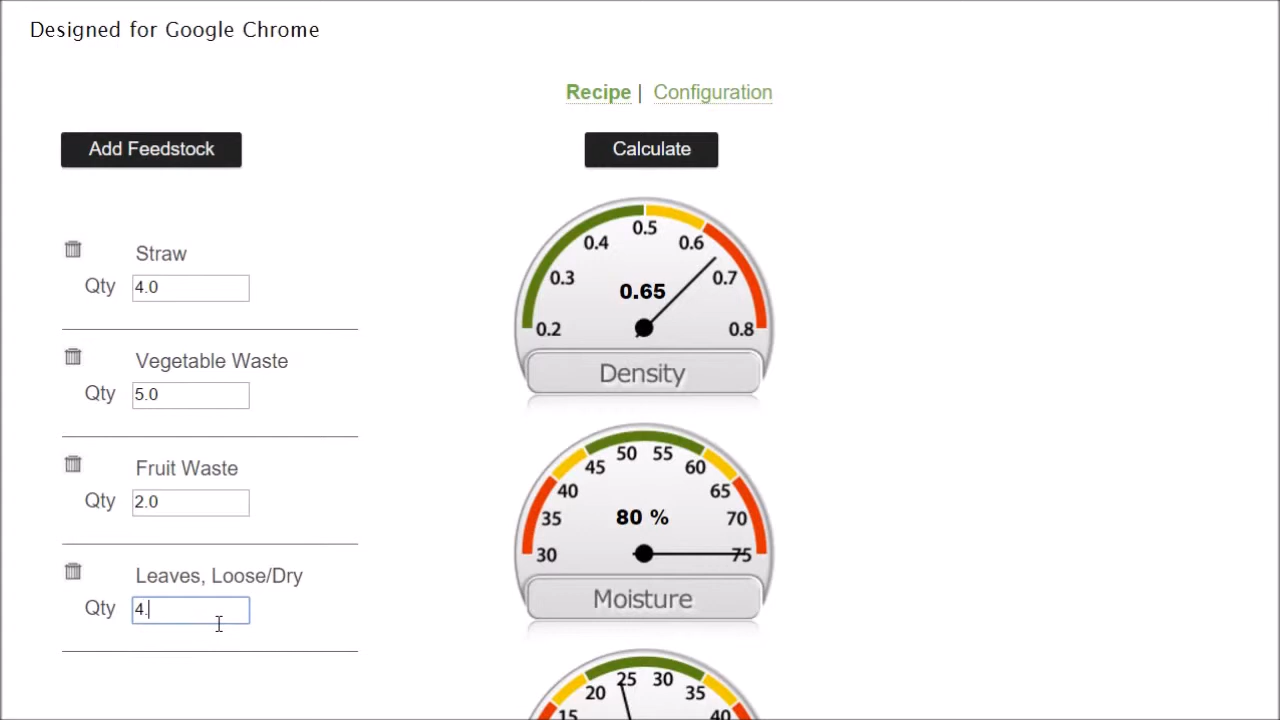 Designed for Google Chrome
Recipe | Configuration
Add Feedstock
Calculate
Straw
Qty 4.0
Vegetable Waste
Qty 5.0
Fruit Waste
Qty 2.0
Leaves, Loose/Dry
Qty 4.
0.2 0.3 0.4 0.5 0.6 0.7 0.8
0.65
Density
30 35 40 45 50 55 60 65 70 75
80 %
Moisture
15 20 25 30 35 40